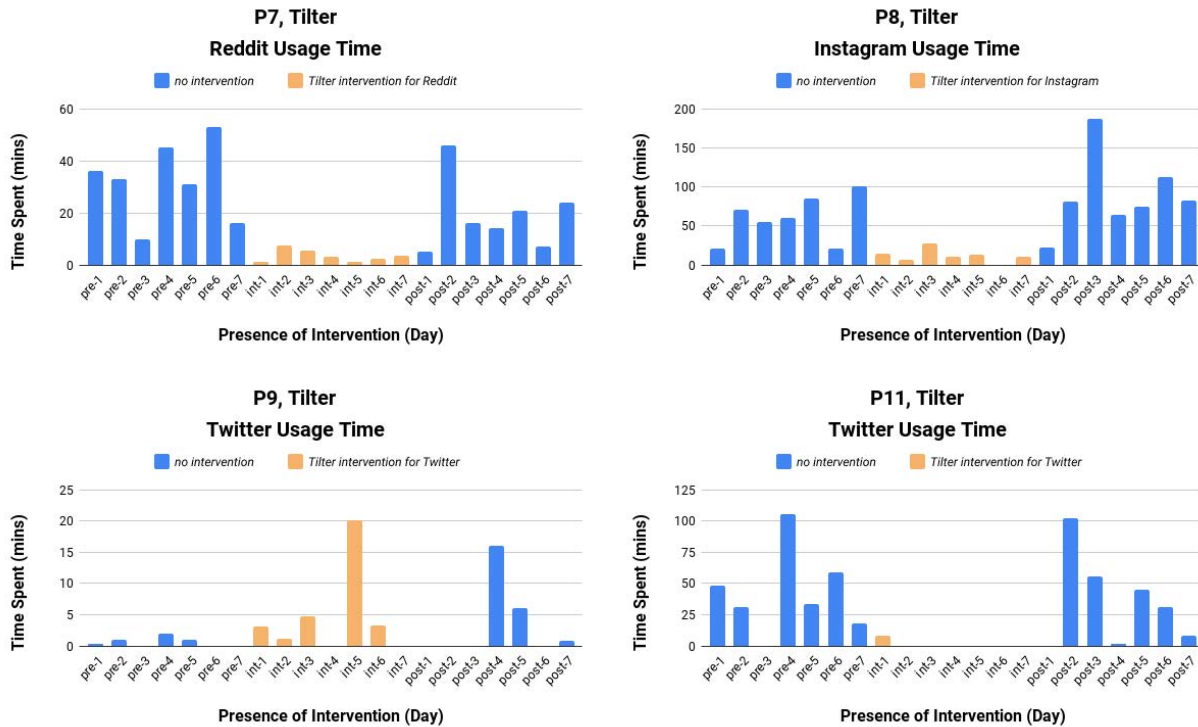 P7, Tilter
Reddit Usage Time
no intervention
Tilter intervention for Reddit
Time Spent (mins)
60
40
20
0
pre-1
pre-2
pre-3
pre-4
pre-5
pre-6
pre-7
int-1
int-2
int-3
int-4
int-5
int-6
int-7
post-1
post-2
post-3
post-4
post-5
post-6
post-7
Presence of Intervention (Day)
P8, Tilter
Instagram Usage Time
no intervention
Tilter intervention for Instagram
Time Spent (mins)
200
150
100
50
0
pre-1
pre-2
pre-3
pre-4
pre-5
pre-6
pre-7
int-1
int-2
int-3
int-4
int-5
int-6
int-7
post-1
post-2
post-3
post-4
post-5
post-6
post-7
Presence of Intervention (Day)
P9, Tilter
Twitter Usage Time
no intervention
Tilter intervention for Twitter
Time Spent (mins)
25
20
15
10
5
0
pre-1
pre-2
pre-3
pre-4
pre-5
pre-6
pre-7
int-1
int-2
int-3
int-4
int-5
int-6
int-7
post-1
post-2
post-3
post-4
post-5
post-6
post-7
Presence of Intervention (Day)
P11, Tilter
Twitter Usage Time
no intervention
Tilter intervention for Twitter
Time Spent (mins)
125
100
75
50
25
0
pre-1
pre-2
pre-3
pre-4
pre-5
pre-6
pre-7
int-1
int-2
int-3
int-4
int-5
int-6
int-7
post-1
post-2
post-3
post-4
post-5
post-6
post-7
Presence of Intervention (Day)